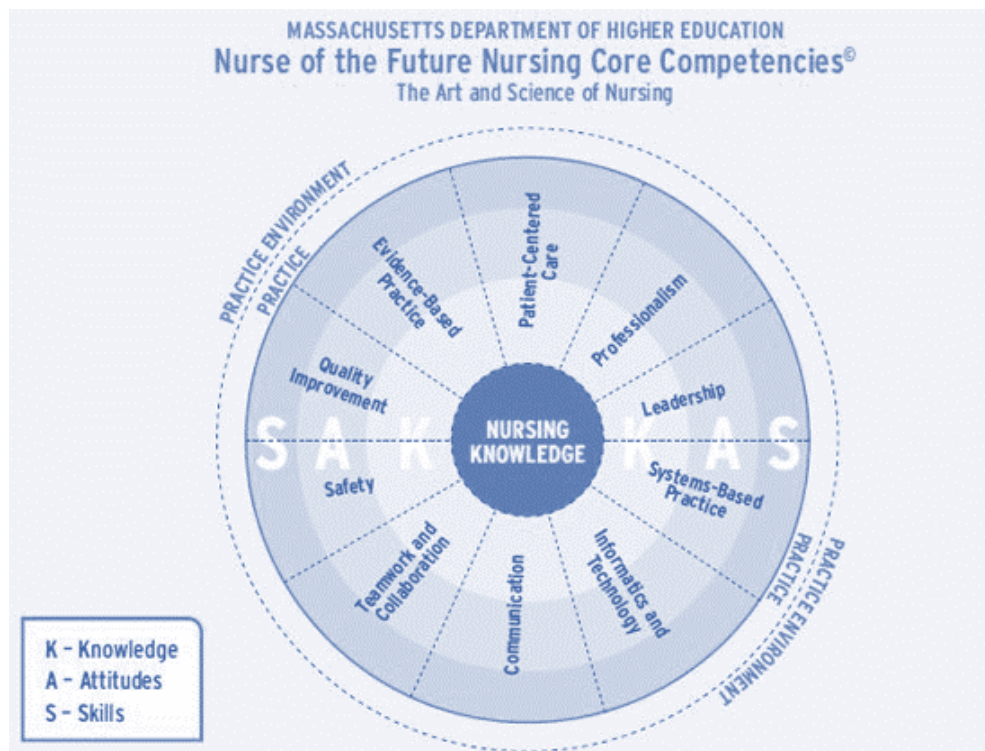 MASSACHUSETTS DEPARTMENT OF HIGHER EDUCATION
Nurse of the Future Nursing Core Competencies©
The Art and Science of Nursing
PRACTICE ENVIRONMENT
PRACTICE
Patient-Centered
Care
Professionalism
Leadership
Systems-Based
Practice
Informatics and
Technology
Communication
Teamwork and
Collaboration
Safety
Quality
Improvement
Evidence-Based
Practice
S A K
NURSING
KNOWLEDGE
K A S
PRACTICE
PRACTICE ENVIRONMENT
K – Knowledge
A – Attitudes
S – Skills